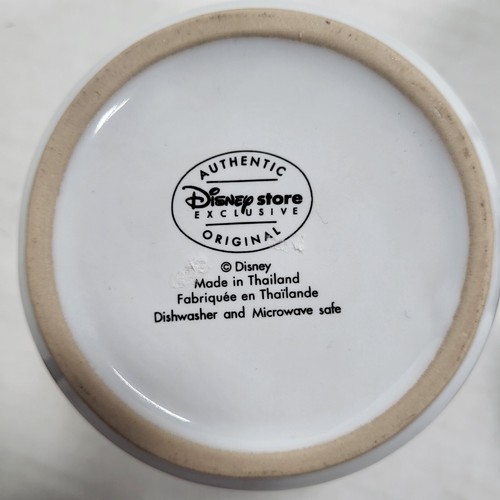 AUTHENTIC
Disney store
EXCLUSIVE
ORIGINAL
© Disney
Made in Thailand
Fabriquée en Thaïlande
Dishwasher and Microwave safe